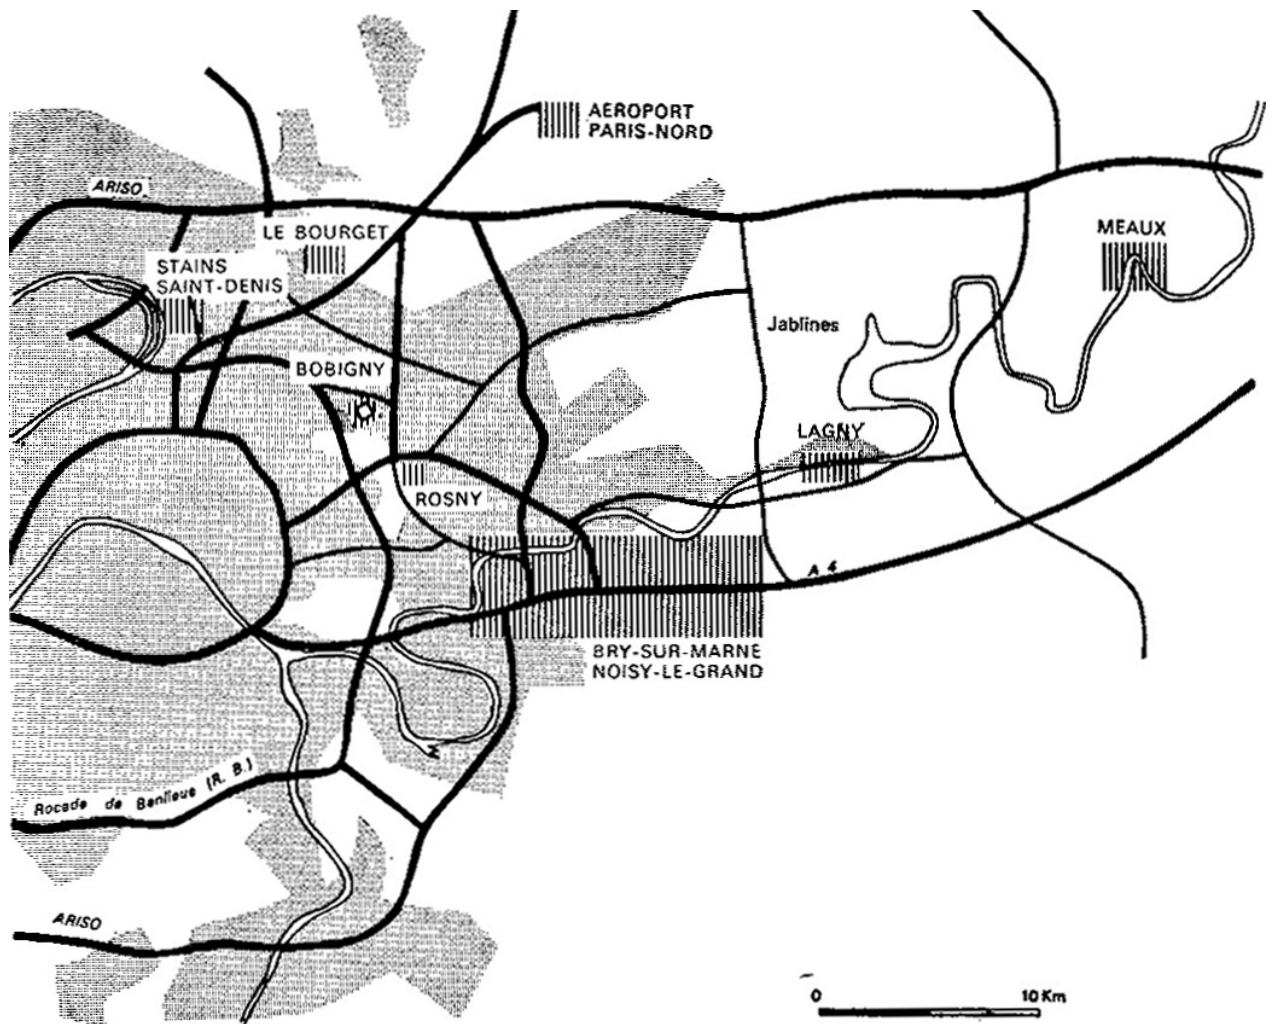 AEROPORT
PARIS-NORD
ARISO
LE BOURGET
MEAUX
STAINS
SAINT-DENIS
Jablines
BOBIGNY
LAGNY
ROSNY
A 4
BRY-SUR-MARNE
NOISY-LE-GRAND
Rocade de Banlieue (R. B.)
ARISO
0 10 Km